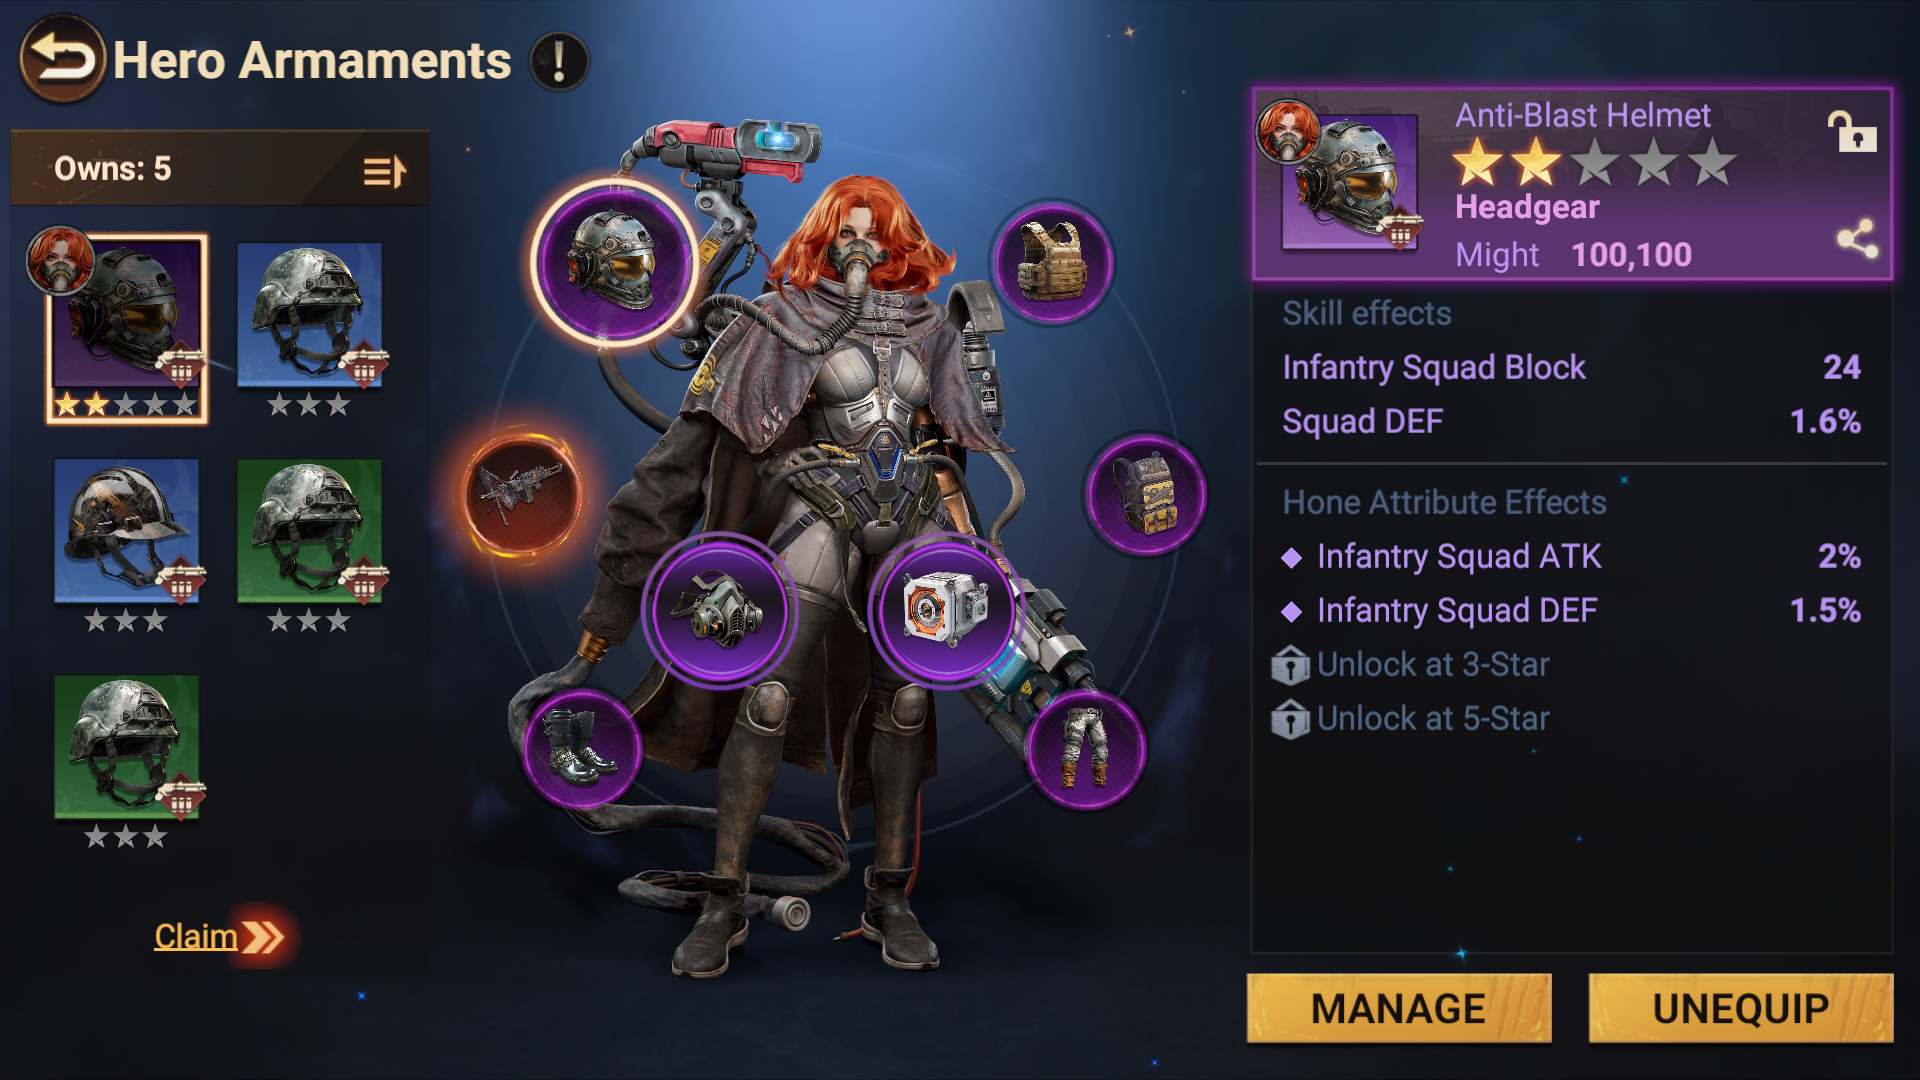 Hero Armaments
Owns: 5
Claim
Anti-Blast Helmet
Headgear
Might 100,100
Skill effects
Infantry Squad Block 24
Squad DEF 1.6%
Hone Attribute Effects
Infantry Squad ATK 2%
Infantry Squad DEF 1.5%
Unlock at 3-Star
Unlock at 5-Star
MANAGE
UNEQUIP